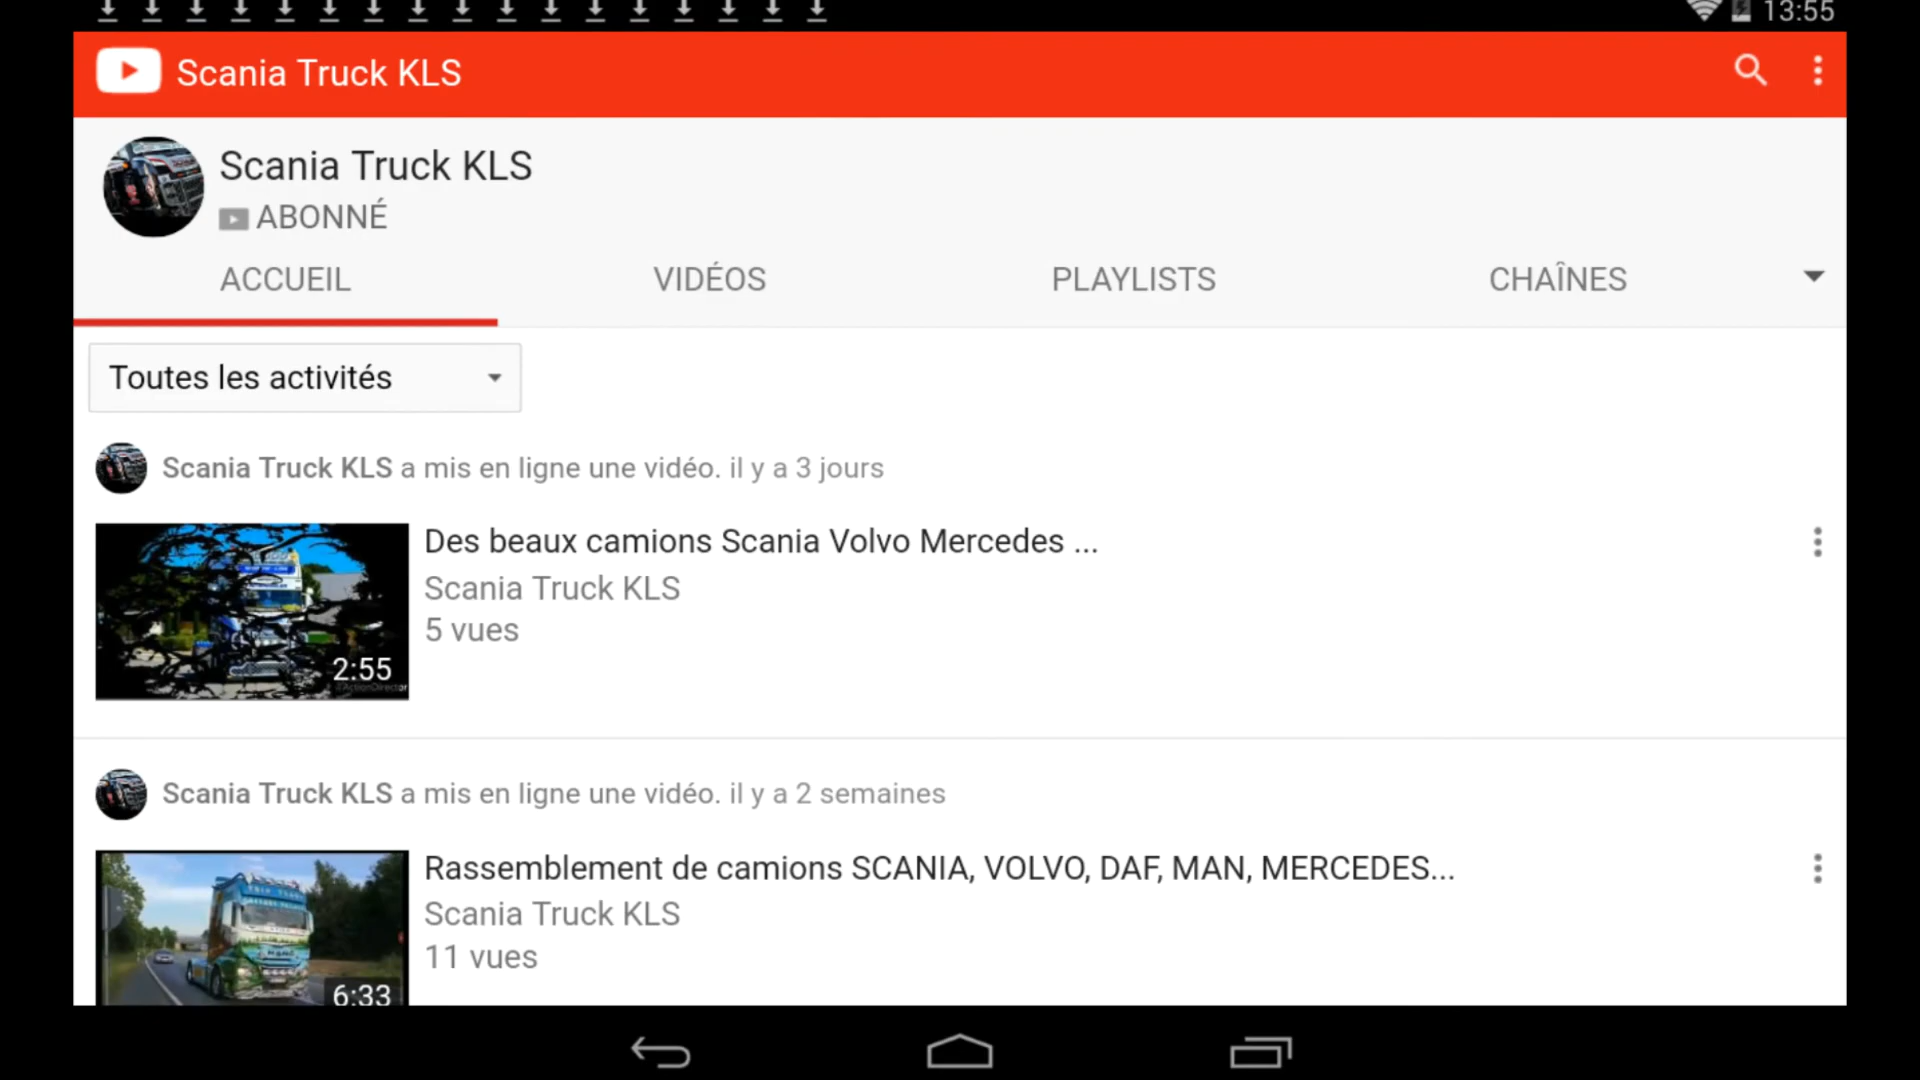 13:55
Scania Truck KLS
Scania Truck KLS
ABONNÉ
ACCUEIL VIDÉOS PLAYLISTS CHAÎNES
Toutes les activités
Scania Truck KLS a mis en ligne une vidéo. il y a 3 jours
Des beaux camions Scania Volvo Mercedes ...
Scania Truck KLS
5 vues
2:55
ActionDirector
Scania Truck KLS a mis en ligne une vidéo. il y a 2 semaines
Rassemblement de camions SCANIA, VOLVO, DAF, MAN, MERCEDES...
Scania Truck KLS
11 vues
6:33